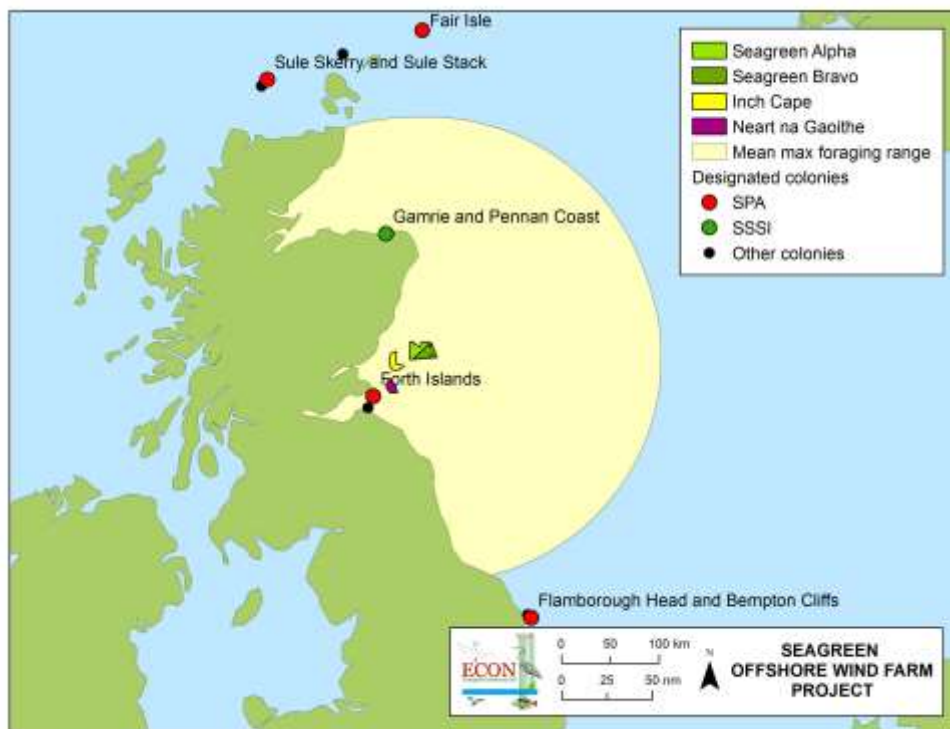 Fair Isle
Sule Skerry and Sule Stack
Gamrie and Pennan Coast
Forth Islands
Flamborough Head and Bempton Cliffs
Seagreen Alpha
Seagreen Bravo
Inch Cape
Neart na Gaoithe
Mean max foraging range
Designated colonies
SPA
SSSI
Other colonies
ECON
0 50 100 km
0 25 50 nm
N
SEAGREEN
OFFSHORE WIND FARM
PROJECT